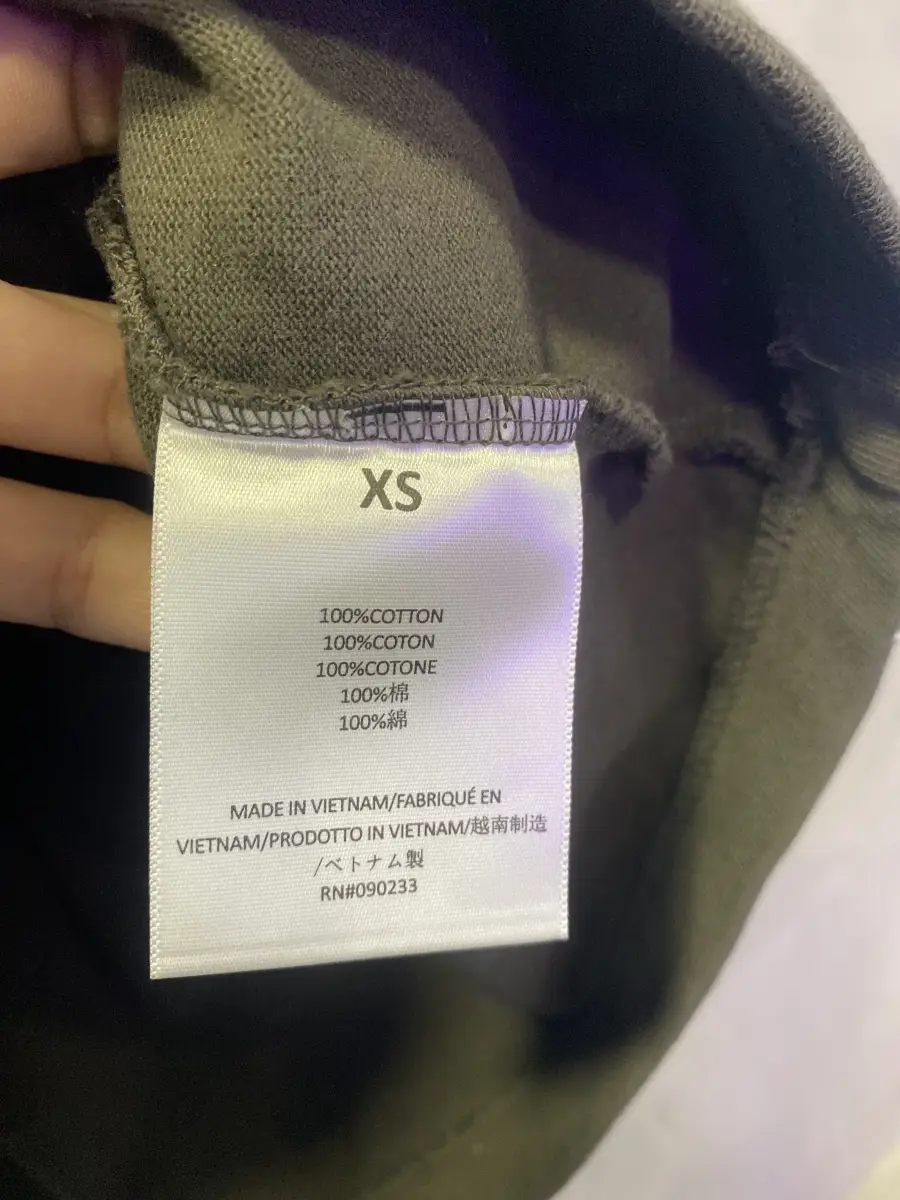 XS
100%COTTON
100%COTON
100%COTONE
100%棉
100%綿
MADE IN VIETNAM/FABRIQUÉ EN
VIETNAM/PRODOTTO IN VIETNAM/越南制造
/ベトナム製
RN#090233